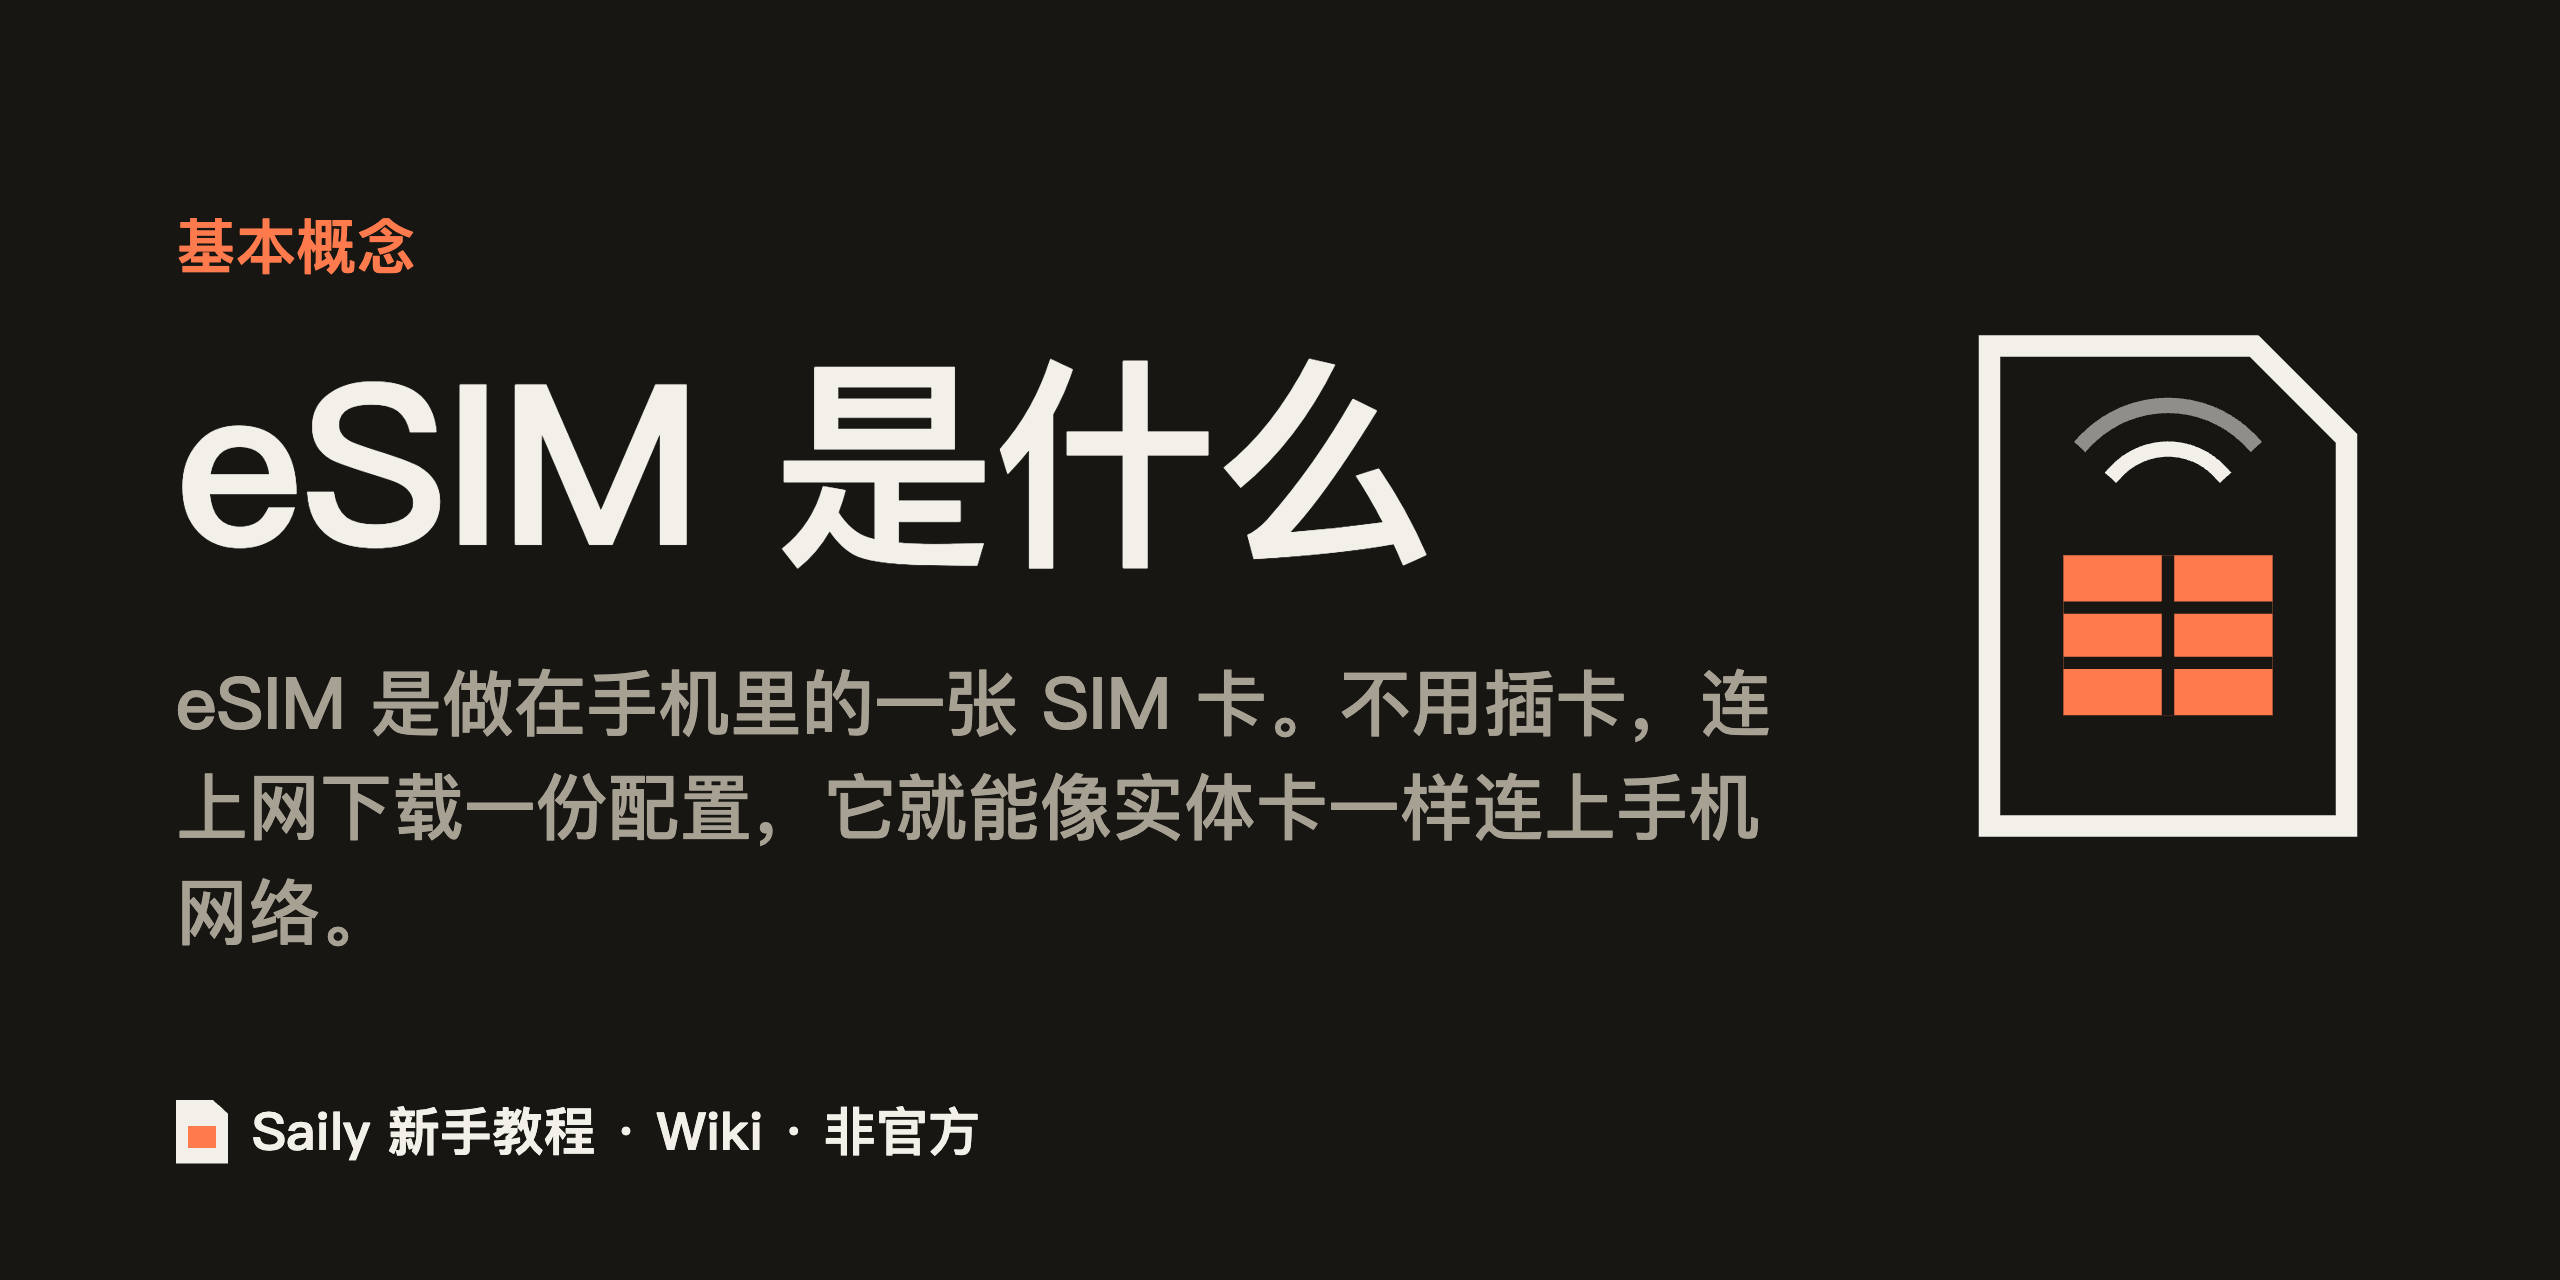 基本概念
eSIM 是什么
eSIM 是做在手机里的一张 SIM 卡。不用插卡，连
上网下载一份配置，它就能像实体卡一样连上手机
网络。
Saily 新手教程 · Wiki · 非官方